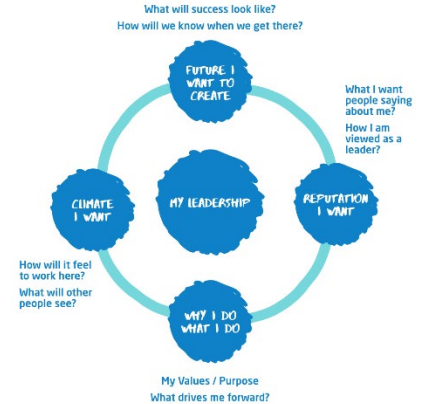 What will success look like?
How will we know when we get there?
FUTURE I
WANT TO
CREATE
What I want
people saying
about me?
How I am
viewed as a
leader?
CLIMATE
I WANT
MY LEADERSHIP
REPUTATION
I WANT
How will it feel
to work here?
What will other
people see?
WHY I DO
WHAT I DO
My Values / Purpose
What drives me forward?